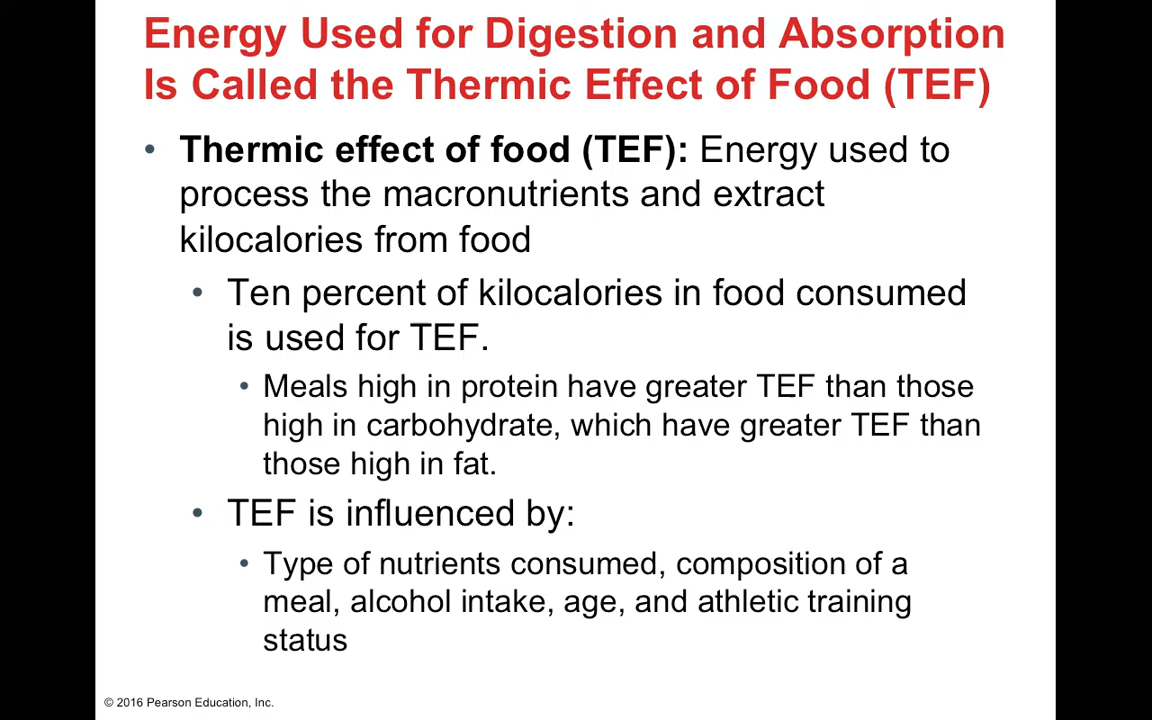 Energy Used for Digestion and Absorption
Is Called the Thermic Effect of Food (TEF)
• Thermic effect of food (TEF): Energy used to
process the macronutrients and extract
kilocalories from food
• Ten percent of kilocalories in food consumed
is used for TEF.
• Meals high in protein have greater TEF than those
high in carbohydrate, which have greater TEF than
those high in fat.
• TEF is influenced by:
• Type of nutrients consumed, composition of a
meal, alcohol intake, age, and athletic training
status
© 2016 Pearson Education, Inc.